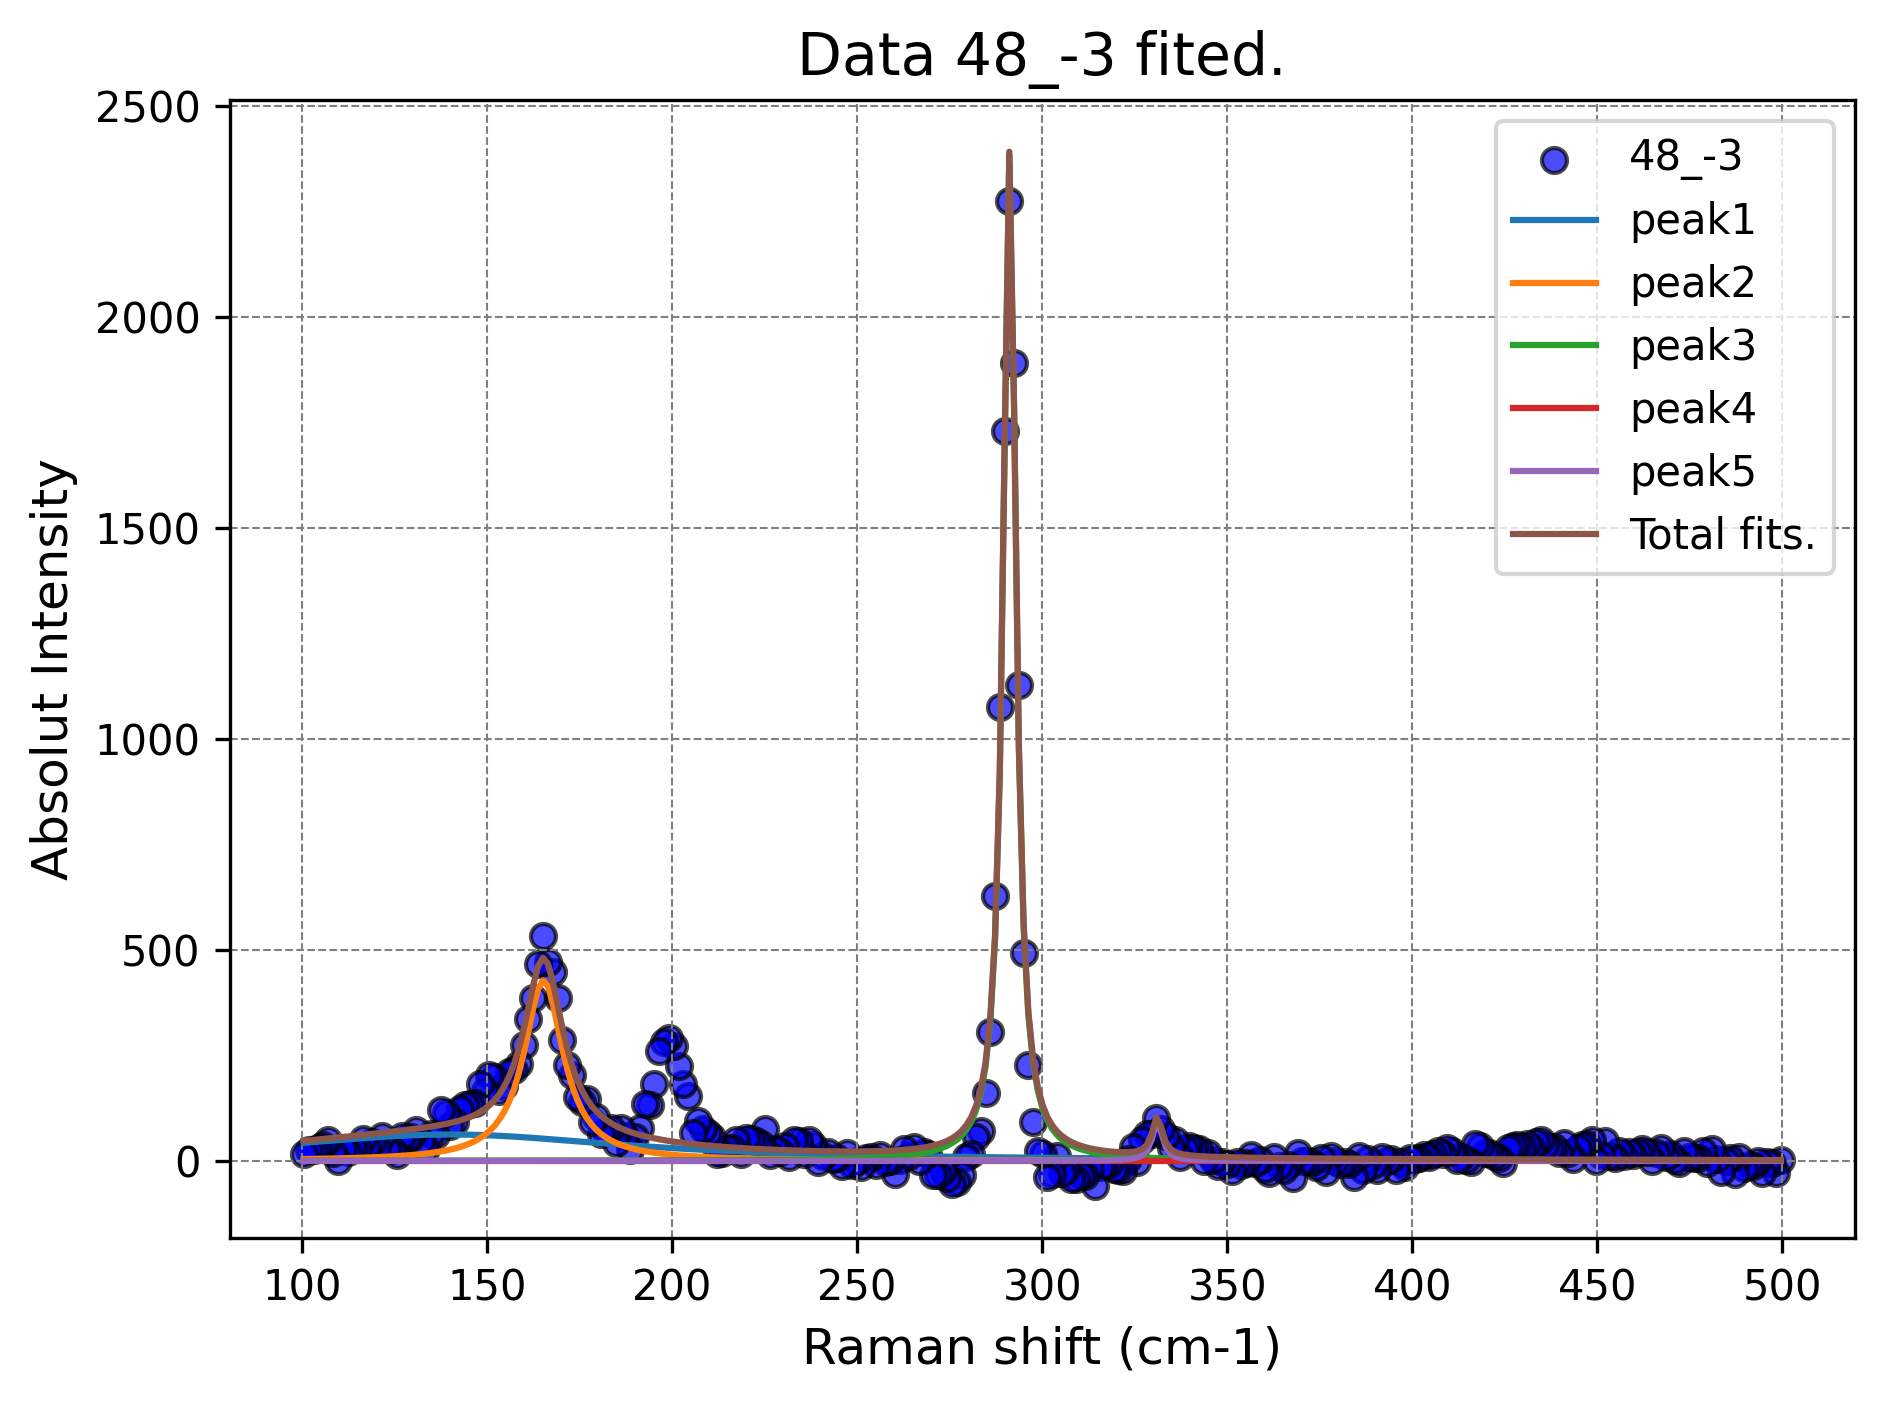 Data 48_-3 fited.
2500
2000
1500
1000
500
0
Absolut Intensity
48_-3
peak1
peak2
peak3
peak4
peak5
Total fits.
100 150 200 250 300 350 400 450 500
Raman shift (cm-1)